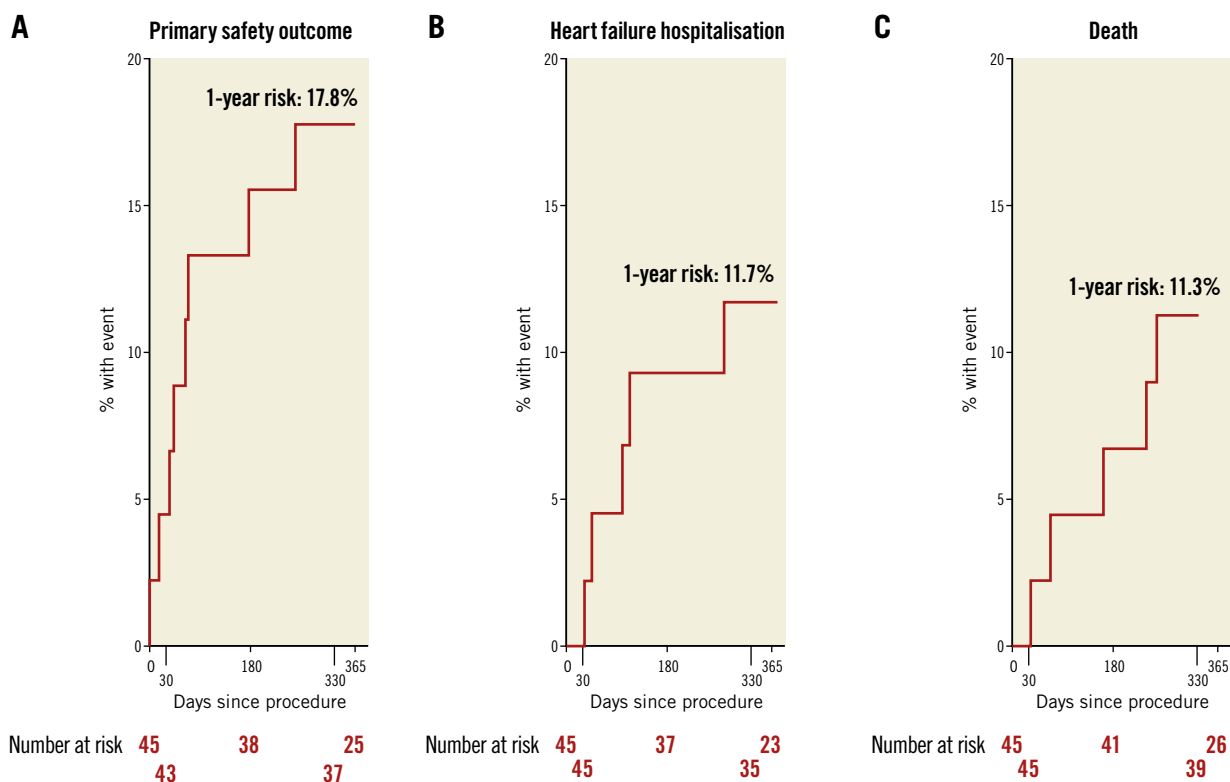 A
Primary safety outcome
20
15
10
5
0
% with event
1-year risk: 17.8%
0 180 365
30 330
Days since procedure
Number at risk 45 38 25
43 37
B
Heart failure hospitalisation
20
15
10
5
0
% with event
1-year risk: 11.7%
0 180 365
30 330
Days since procedure
Number at risk 45 37 23
45 35
C
Death
20
15
10
5
0
% with event
1-year risk: 11.3%
0 180 365
30 330
Days since procedure
Number at risk 45 41 26
45 39